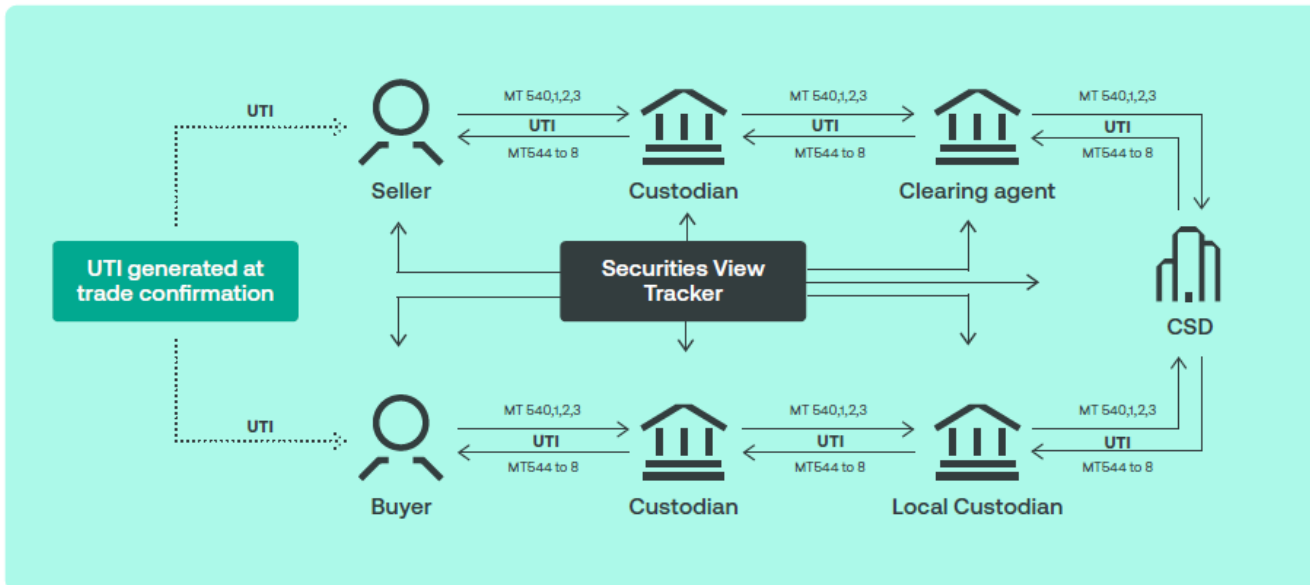 UTI
MT 540,1,2,3
UTI
MT544 to 8
MT 540,1,2,3
UTI
MT544 to 8
MT 540,1,2,3
UTI
MT544 to 8
Seller
Custodian
Clearing agent
UTI generated at
trade confirmation
Securities View
Tracker
CSD
UTI
MT 540,1,2,3
UTI
MT544 to 8
MT 540,1,2,3
UTI
MT544 to 8
MT 540,1,2,3
UTI
MT544 to 8
Buyer
Custodian
Local Custodian